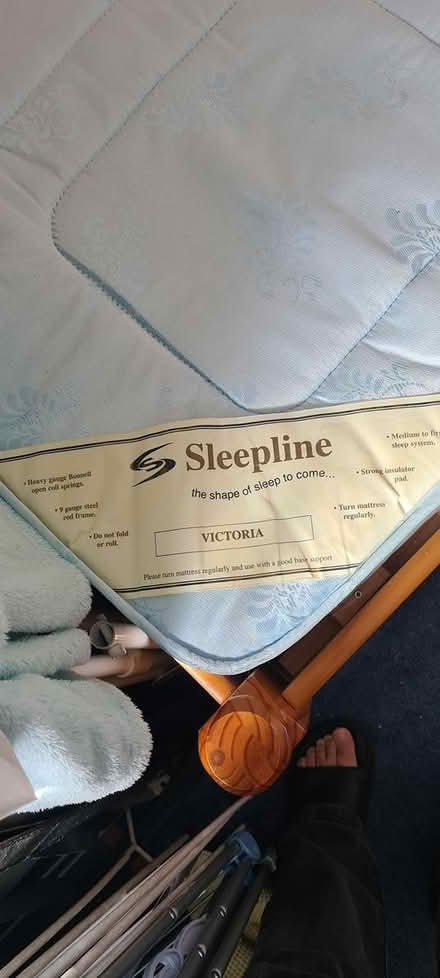 Sleepline
the shape of sleep to come...
• Heavy gauge Bonnell
open coil springs.
• 9 gauge steel
rod frame.
• Do not fold
or roll.
• Medium to fir
sleep system.
• Strong insulator
pad.
• Turn mattress
regularly.
VICTORIA
Please turn mattress regularly and use with a good base support